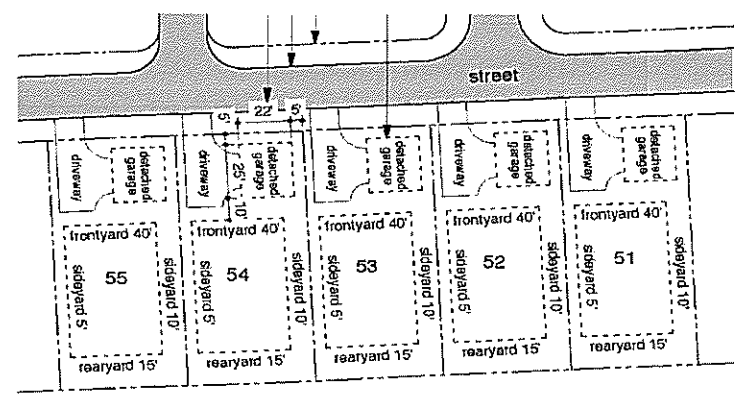 street
22'
5'
5'
25'
10'
driveway
detached
garage
driveway
detached
garage
driveway
detached
garage
driveway
detached
garage
driveway
detached
garage
frontyard 40'
frontyard 40'
frontyard 40'
frontyard 40'
frontyard 40'
sideyard 5'
55
sideyard 10'
sideyard 5'
54
sideyard 10'
sideyard 5'
53
sideyard 10'
sideyard 5'
52
sideyard 10'
sideyard 5'
51
sideyard 10'
rearyard 15'
rearyard 15'
rearyard 15'
rearyard 15'
rearyard 15'